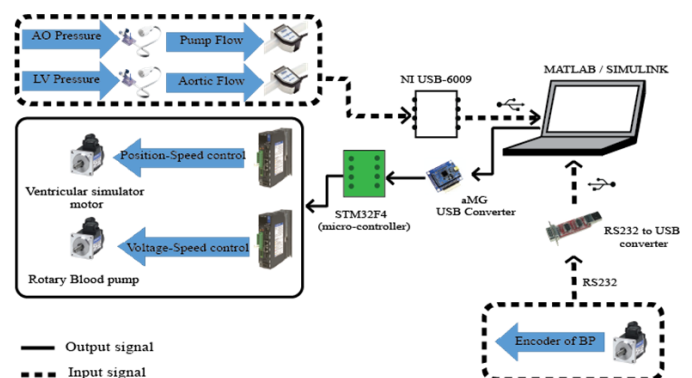 AO Pressure
Pump Flow
LV Pressure
Aortic Flow
NI USB-6009
MATLAB / SIMULINK
Position-Speed control
Ventricular simulator
motor
Voltage-Speed control
Rotary Blood pump
STM32F4
(micro-controller)
aMG
USB Converter
RS232 to USB
converter
RS232
Encoder of BP
Output signal
Input signal